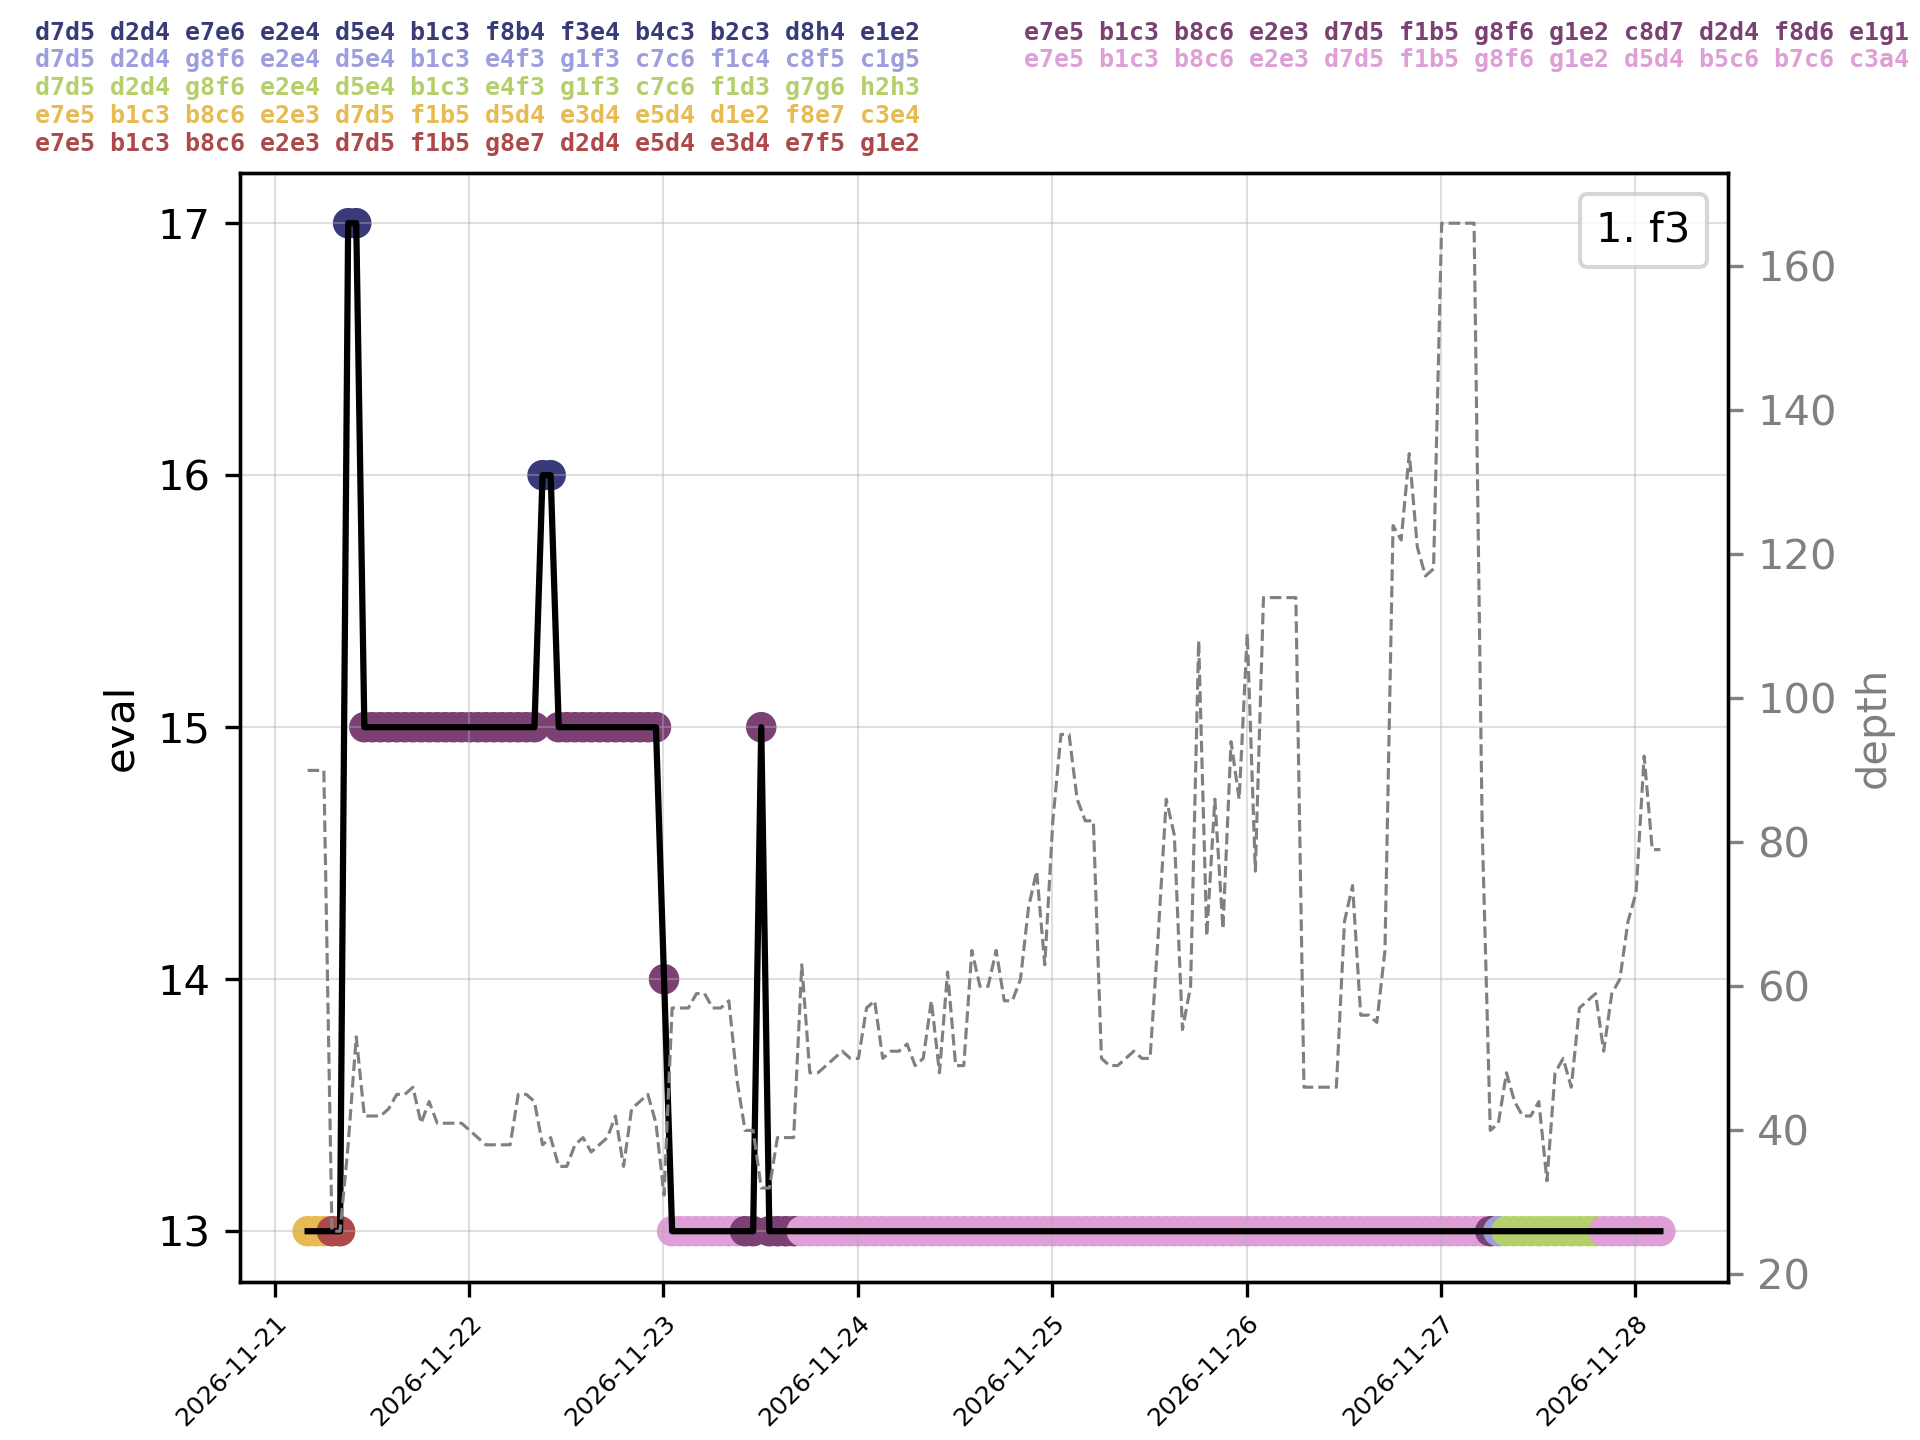 d7d5 d2d4 e7e6 e2e4 d5e4 b1c3 f8b4 f3e4 b4c3 b2c3 d8h4 e1e2
d7d5 d2d4 g8f6 e2e4 d5e4 b1c3 e4f3 g1f3 c7c6 f1c4 c8f5 c1g5
d7d5 d2d4 g8f6 e2e4 d5e4 b1c3 e4f3 g1f3 c7c6 f1d3 g7g6 h2h3
e7e5 b1c3 b8c6 e2e3 d7d5 f1b5 d5d4 e3d4 e5d4 d1e2 f8e7 c3e4
e7e5 b1c3 b8c6 e2e3 d7d5 f1b5 g8e7 d2d4 e5d4 e3d4 e7f5 g1e2
e7e5 b1c3 b8c6 e2e3 d7d5 f1b5 g8f6 g1e2 c8d7 d2d4 f8d6 e1g1
e7e5 b1c3 b8c6 e2e3 d7d5 f1b5 g8f6 g1e2 d5d4 b5c6 b7c6 c3a4
1. f3
eval
17
16
15
14
13
depth
160
140
120
100
80
60
40
20
2026-11-21
2026-11-22
2026-11-23
2026-11-24
2026-11-25
2026-11-26
2026-11-27
2026-11-28